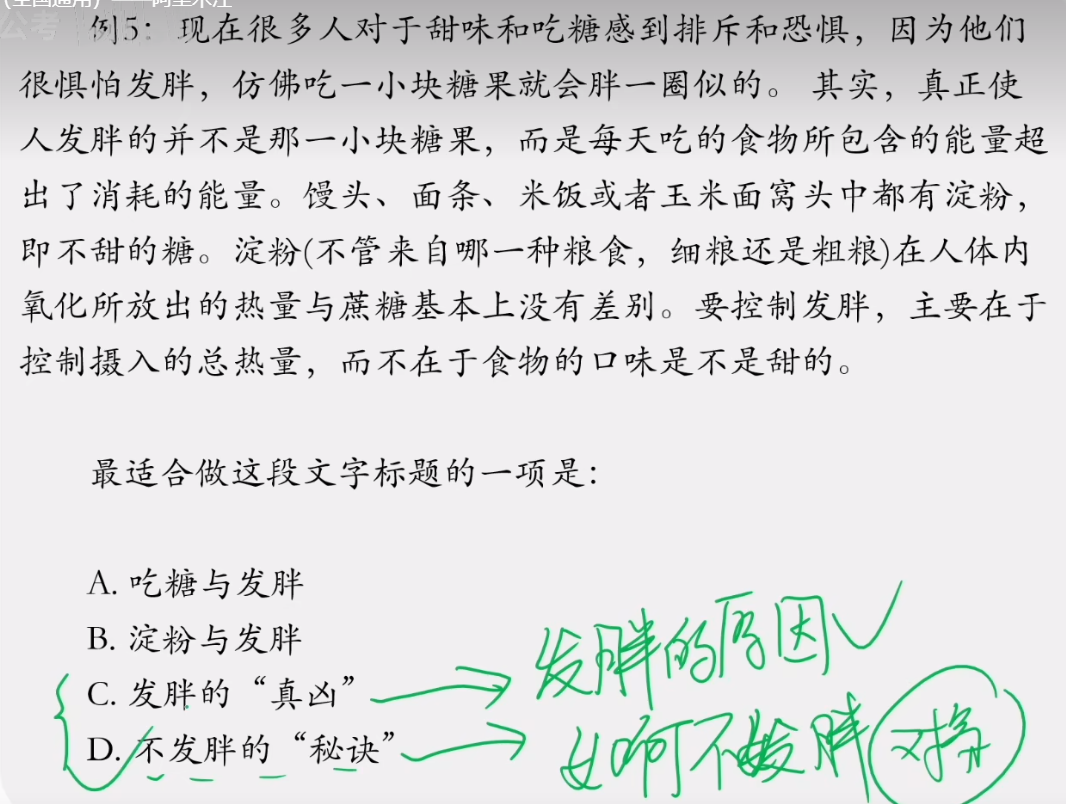 (全国通用)
公考
例5：现在很多人对于甜味和吃糖感到排斥和恐惧，因为他们
很惧怕发胖，仿佛吃一小块糖果就会胖一圈似的。 其实，真正使
人发胖的并不是那一小块糖果，而是每天吃的食物所包含的能量超
出了消耗的能量。馒头、面条、米饭或者玉米面窝头中都有淀粉，
即不甜的糖。淀粉(不管来自哪一种粮食，细粮还是粗粮)在人体内
氧化所放出的热量与蔗糖基本上没有差别。要控制发胖，主要在于
控制摄入的总热量，而不在于食物的口味是不是甜的。
最适合做这段文字标题的一项是：
A. 吃糖与发胖
B. 淀粉与发胖
C. 发胖的“真凶”
发胖的原因
D. 不发胖的“秘诀”
如何不发胖
对策